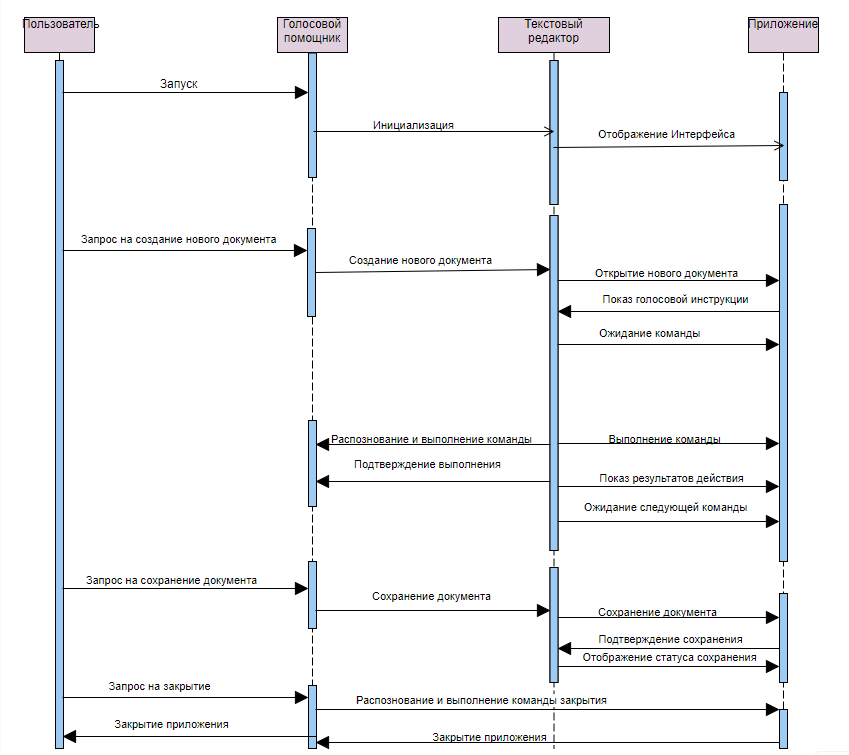 Пользователь
Голосовой
помощник
Текстовый
редактор
Приложение
Запуск
Инициализация
Отображение Интерфейса
Запрос на создание нового документа
Создание нового документа
Открытие нового документа
Показ голосовой инструкции
Ожидание команды
Распознование и выполнение команды
Выполнение команды
Подтверждение выполнения
Показ результатов действия
Ожидание следующей команды
Запрос на сохранение документа
Сохранение документа
Сохранение документа
Подтверждение сохранения
Отображение статуса сохранения
Запрос на закрытие
Распознование и выполнение команды закрытия
Закрытие приложения
Закрытие приложения